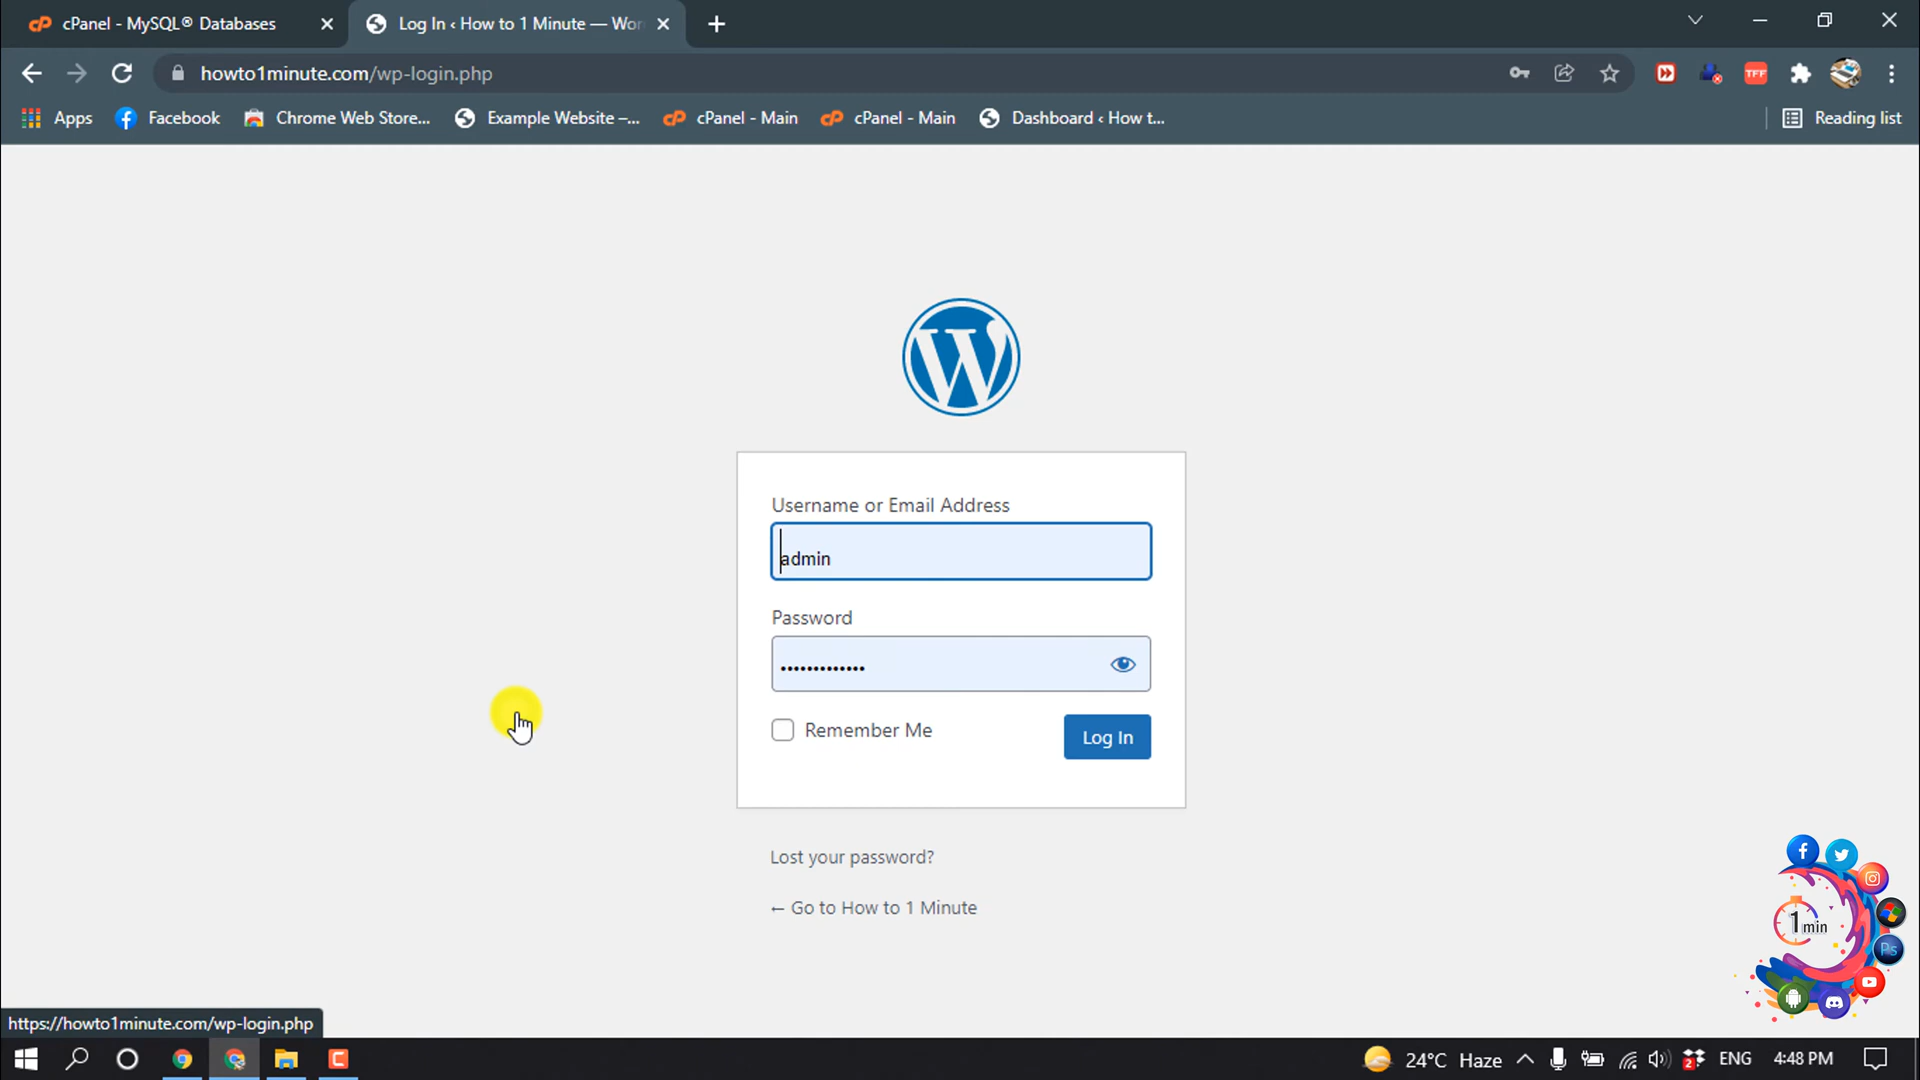 cPanel - MySQL® Databases
Log In ‹ How to 1 Minute — Wor
howto1minute.com/wp-login.php
TFF
Apps
Facebook
Chrome Web Store...
Example Website –...
cPanel - Main
cPanel - Main
Dashboard ‹ How t...
Reading list
Username or Email Address
admin
Password
Remember Me
Log In
Lost your password?
← Go to How to 1 Minute
1 min
Ps
https://howto1minute.com/wp-login.php
24°C Haze
2
ENG
4:48 PM